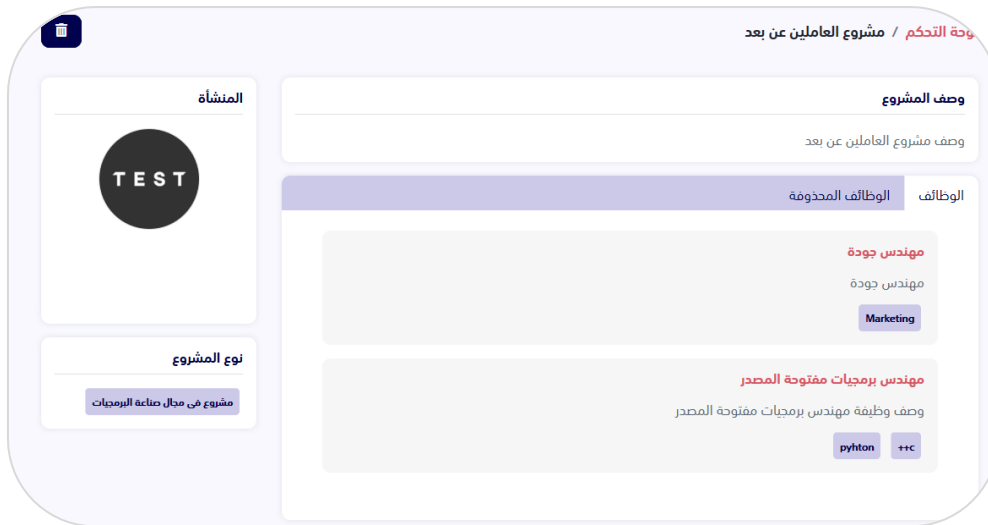 لوحة التحكم / مشروع العاملين عن بعد
وصف المشروع
وصف مشروع العاملين عن بعد
الوظائف
الوظائف المحذوفة
مهندس جودة
مهندس جودة
Marketing
مهندس برمجيات مفتوحة المصدر
وصف وظيفة مهندس برمجيات مفتوحة المصدر
++c
pyhton
المنشأة
TEST
نوع المشروع
مشروع في مجال صناعة البرمجيات